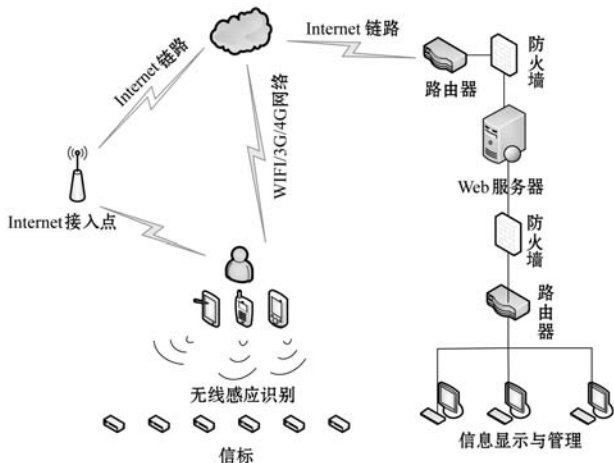 Internet 链路
Internet 链路
防火墙
路由器
WIFI/3G/4G网络
Web服务器
Internet接入点
防火墙
路由器
无线感应识别
信标
信息显示与管理